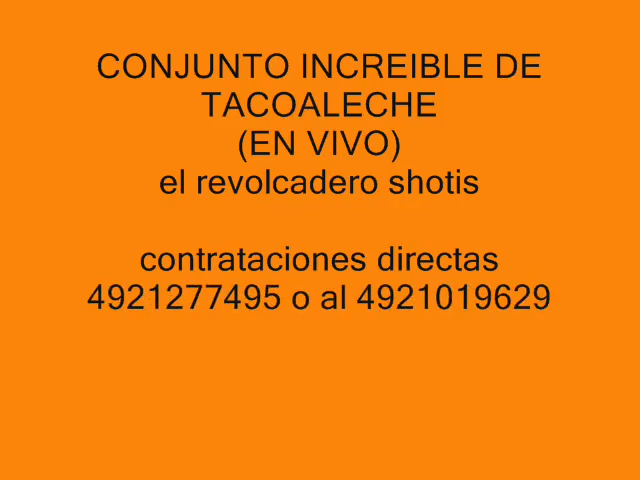 CONJUNTO INCREIBLE DE
TACOALECHE
(EN VIVO)
el revolcadero shotis
contrataciones directas
4921277495 o al 4921019629